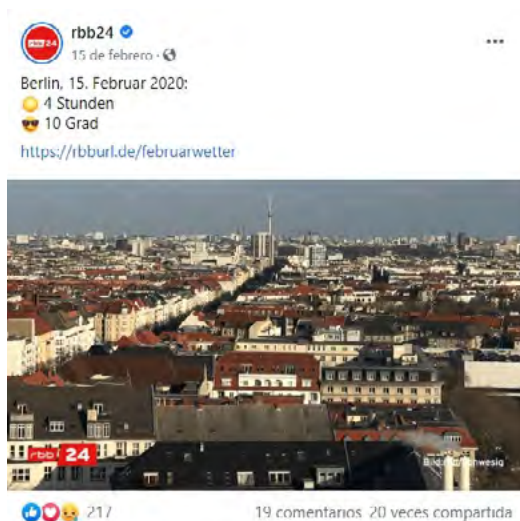 rbb24
15 de febrero
Berlin, 15. Februar 2020:
4 Stunden
10 Grad
https://rbburl.de/februarwetter
rbb 24
217
19 comentarios 20 veces compartida